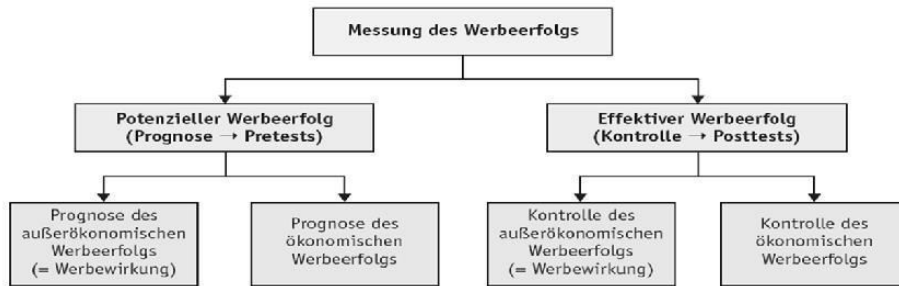 Messung des Werbeerfolgs
Potenzieller Werbeerfolg
(Prognose → Pretests)
Effektiver Werbeerfolg
(Kontrolle → Posttests)
Prognose des
außerökonomischen
Werbeerfolgs
(= Werbewirkung)
Prognose des
ökonomischen
Werbeerfolgs
Kontrolle des
außerökonomischen
Werbeerfolgs
(= Werbewirkung)
Kontrolle des
ökonomischen
Werbeerfolgs